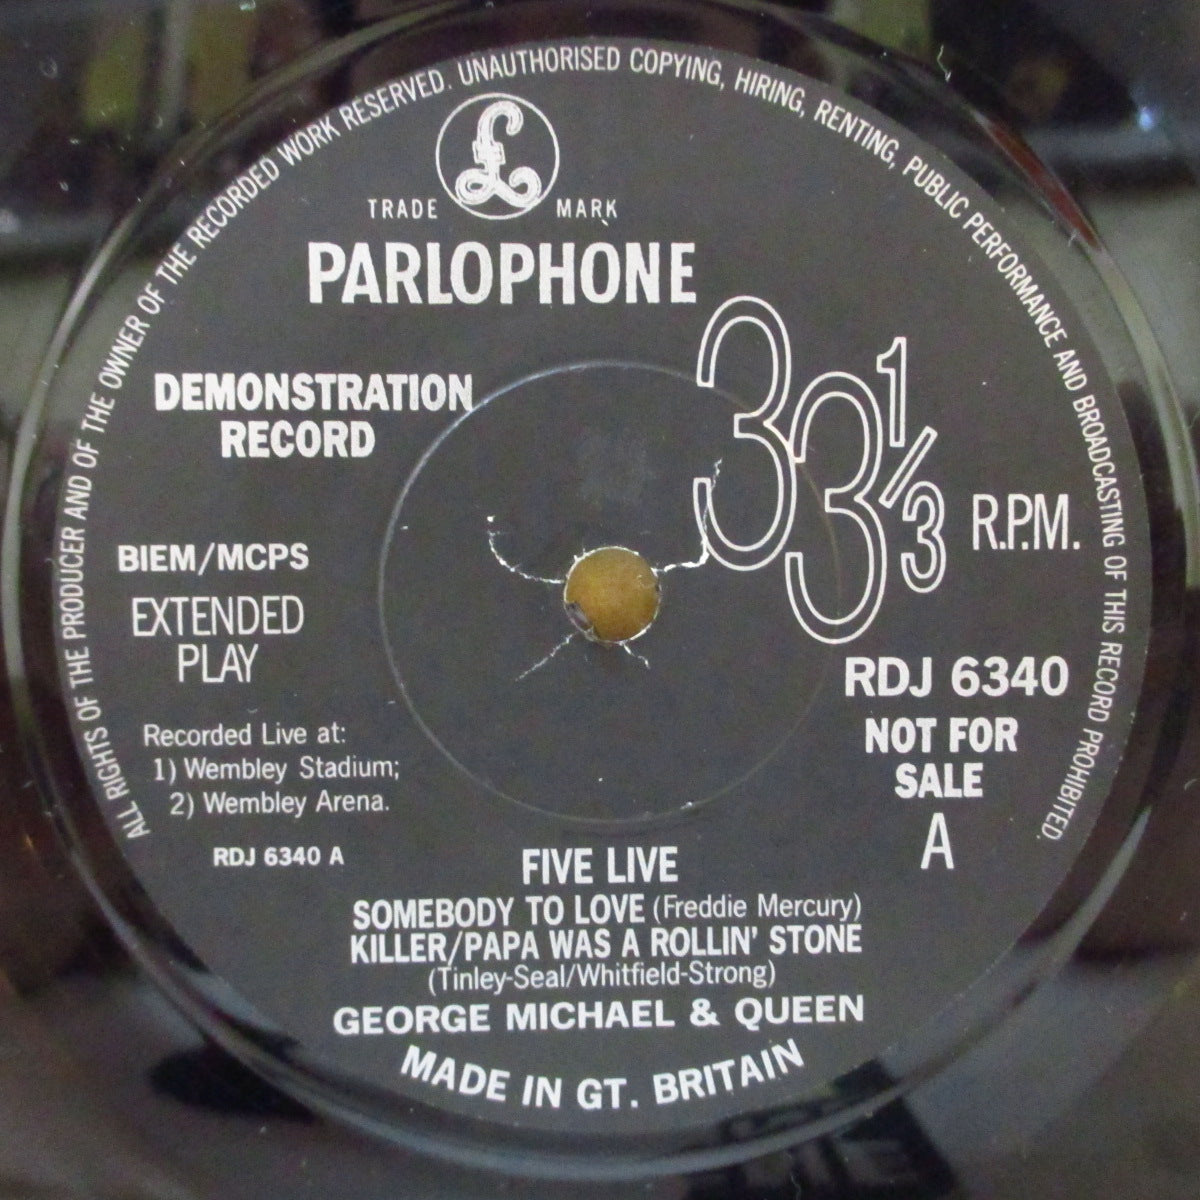 ALL RIGHTS OF THE PRODUCER AND OF THE OWNER OF THE RECORDED WORK RESERVED. UNAUTHORISED COPYING, HIRING, RENTING, PUBLIC PERFORMANCE AND BROADCASTING OF THIS RECORD PROHIBITED.
£
TRADE MARK
PARLOPHONE
DEMONSTRATION
RECORD
33 1/3 R.P.M.
BIEM/MCPS
EXTENDED
PLAY
RDJ 6340
NOT FOR
SALE
A
Recorded Live at:
1) Wembley Stadium;
2) Wembley Arena.
RDJ 6340 A
FIVE LIVE
SOMEBODY TO LOVE (Freddie Mercury)
KILLER/PAPA WAS A ROLLIN' STONE
(Tinley-Seal/Whitfield-Strong)
GEORGE MICHAEL & QUEEN
MADE IN GT. BRITAIN